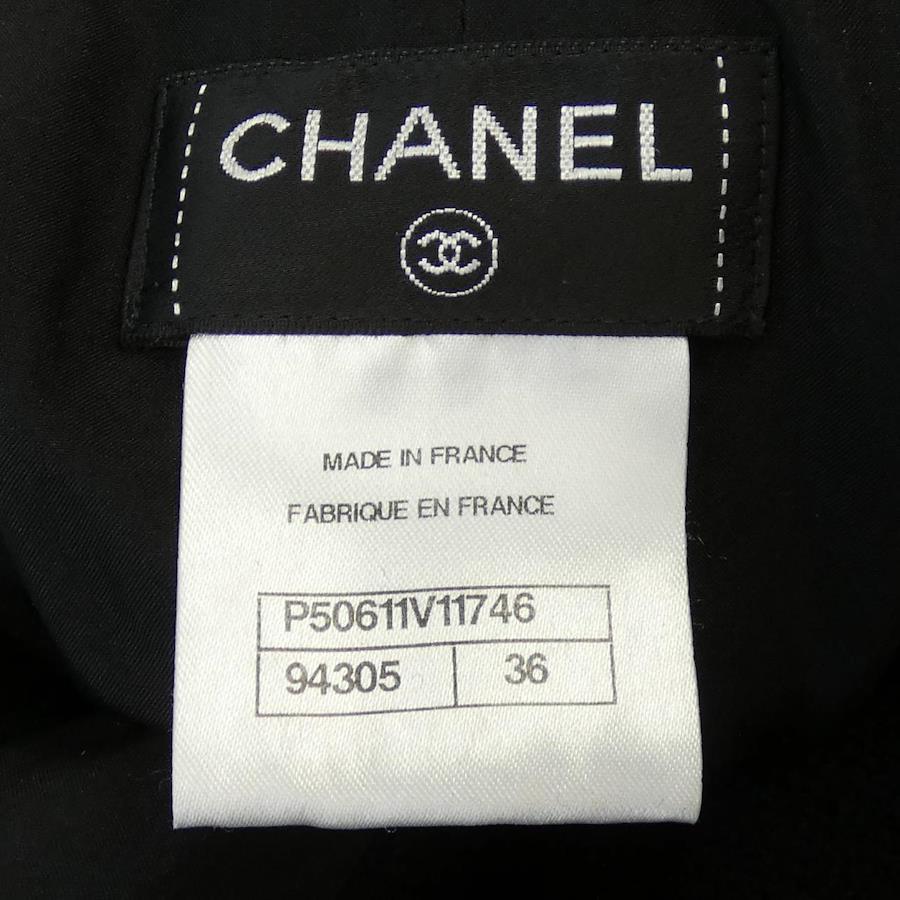 CHANEL
MADE IN FRANCE
FABRIQUE EN FRANCE
P50611V11746
94305 36